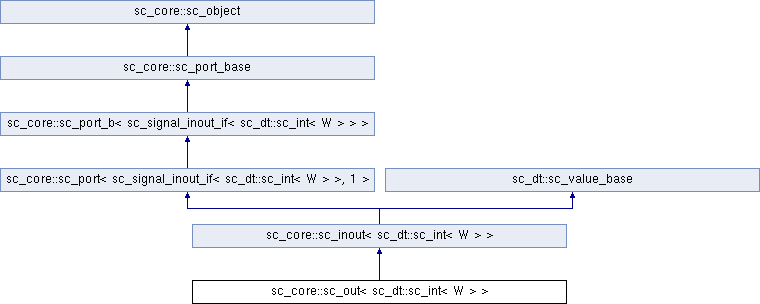 sc_core::sc_object
sc_core::sc_port_base
sc_core::sc_port_b< sc_signal_inout_if< sc_dt::sc_int< W > > >
sc_core::sc_port< sc_signal_inout_if< sc_dt::sc_int< W > >, 1 >
sc_dt::sc_value_base
sc_core::sc_inout< sc_dt::sc_int< W > >
sc_core::sc_out< sc_dt::sc_int< W > >